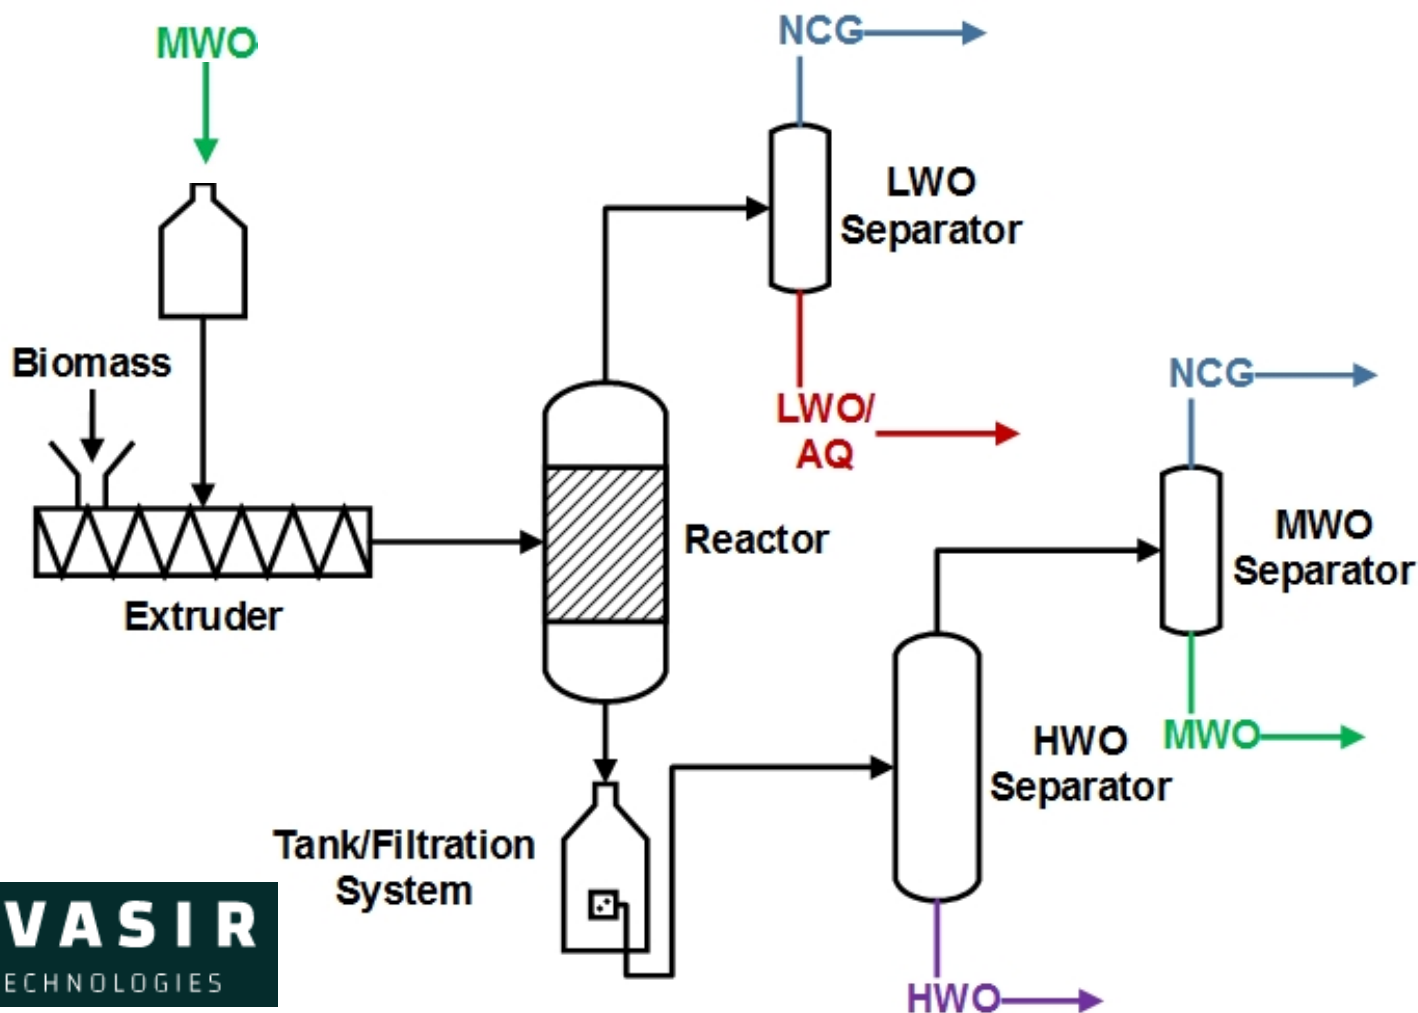 MWO
NCG
LWO
Separator
Biomass
LWO/
AQ
NCG
Reactor
MWO
Separator
Extruder
MWO
HWO
Separator
Tank/Filtration
System
HWO
VASIR
ECHNOLOGIES